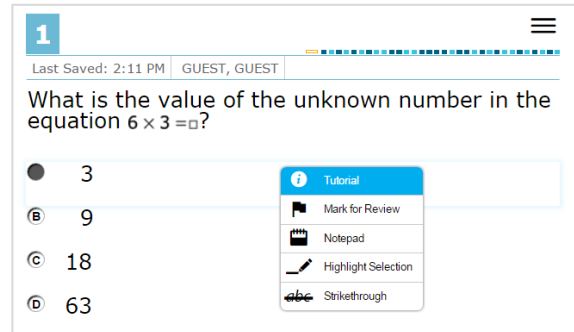 1
Last Saved: 2:11 PM GUEST, GUEST
What is the value of the unknown number in the
equation 6 × 3 =□?
3
B 9
C 18
D 63
Tutorial
Mark for Review
Notepad
Highlight Selection
abc Strikethrough